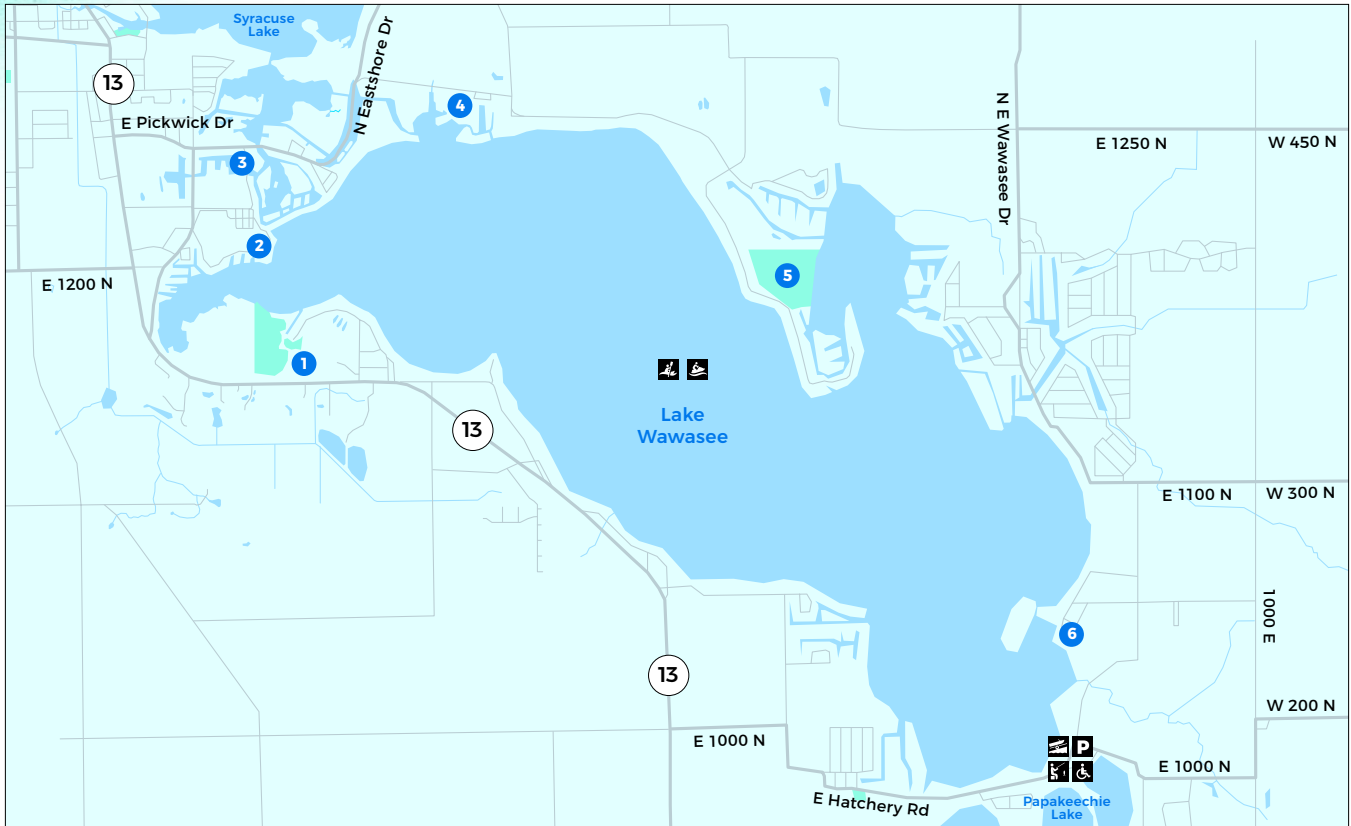 Syracuse
Lake
N Eastshore Dr
13
4
E Pickwick Dr
N E Wawasee Dr
E 1250 N
W 450 N
3
2
5
E 1200 N
1
Lake
Wawasee
13
E 1100 N
W 300 N
1000 E
6
13
W 200 N
E 1000 N
P
E 1000 N
E Hatchery Rd
Papakeechie
Lake